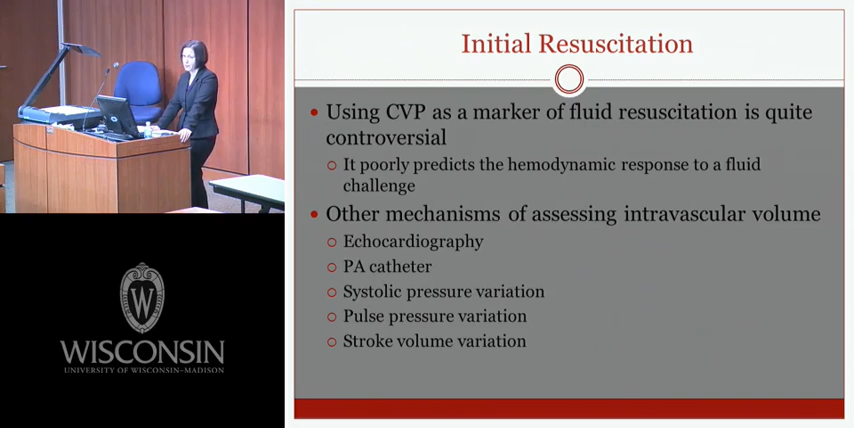 Initial Resuscitation
• Using CVP as a marker of fluid resuscitation is quite
controversial
○ It poorly predicts the hemodynamic response to a fluid
challenge
• Other mechanisms of assessing intravascular volume
○ Echocardiography
○ PA catheter
○ Systolic pressure variation
○ Pulse pressure variation
○ Stroke volume variation
W
WISCONSIN
UNIVERSITY OF WISCONSIN–MADISON